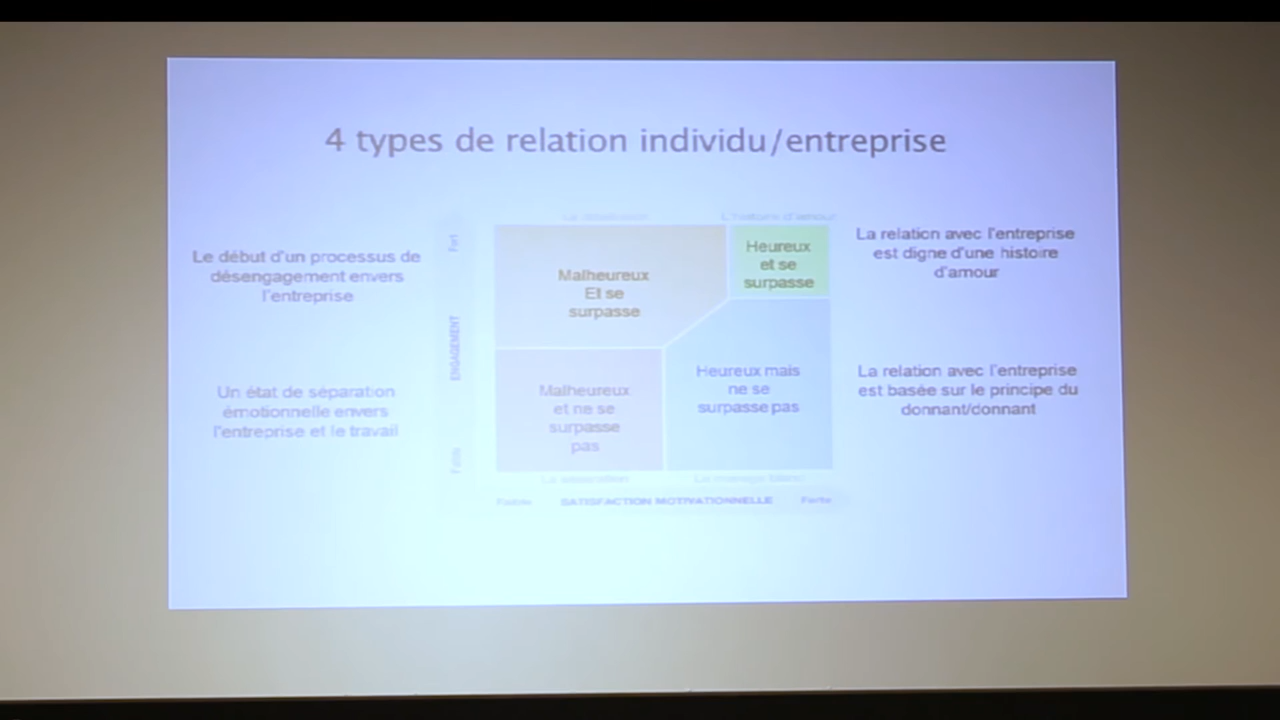 4 types de relation individu/entreprise
L'histoire d'amour
Le début d'un processus de
désengagement envers
l'entreprise
Fort
Malheureux
Et se
surpasse
Heureux
et se
surpasse
La relation avec l'entreprise
est digne d'une histoire
d'amour
ENGAGEMENT
Un état de séparation
émotionnelle envers
l'entreprise et le travail
Faible
Malheureux
et ne se
surpasse
pas
Heureux mais
ne se
surpasse pas
La relation avec l'entreprise
est basée sur le principe du
donnant/donnant
La séparation
Le mariage blanc
Faible SATISFACTION MOTIVATIONNELLE Forte